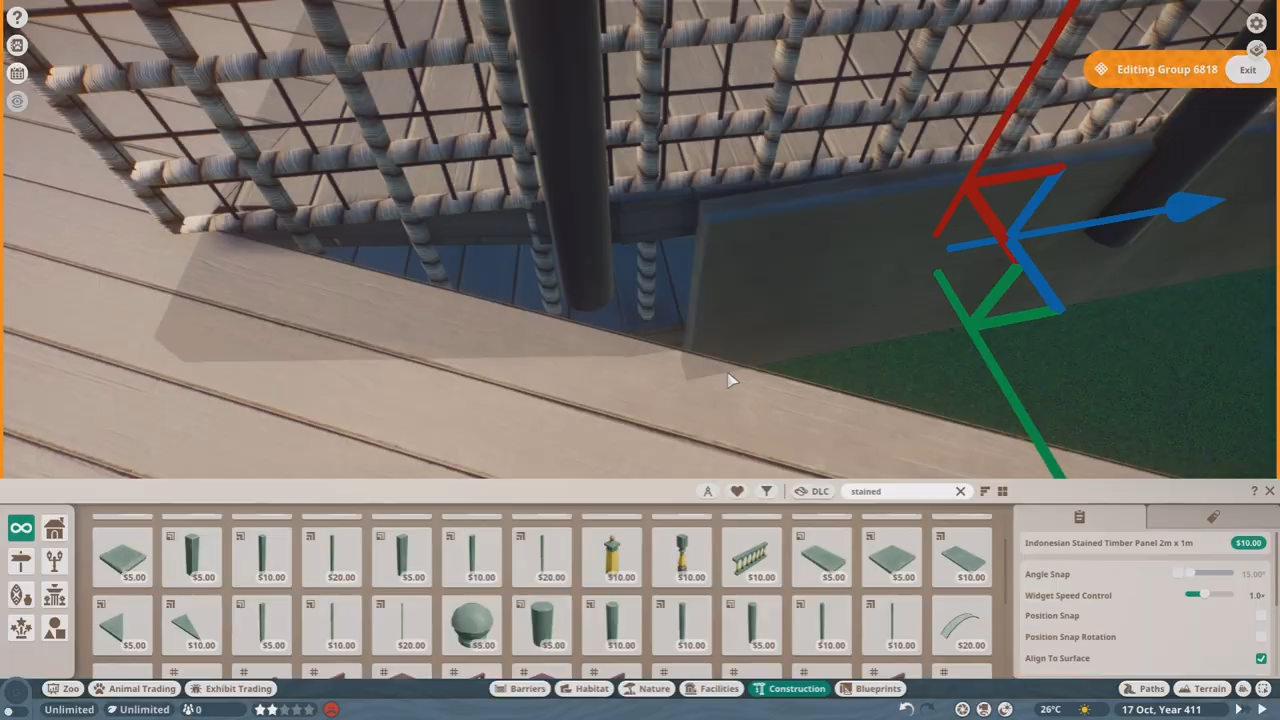 ?
Editing Group 6818
Exit
DLC
stained
?
$5.00
$5.00
$10.00
$20.00
$5.00
$10.00
$20.00
$10.00
$10.00
$10.00
$5.00
$5.00
$10.00
$5.00
$10.00
$5.00
$10.00
$20.00
$5.00
$5.00
$10.00
$10.00
$5.00
$10.00
$10.00
$20.00
Indonesian Stained Timber Panel 2m x 1m
$10.00
Angle Snap
15.00°
Widget Speed Control
1.0×
Position Snap
Position Snap Rotation
Align To Surface
Zoo
Animal Trading
Exhibit Trading
Barriers
Habitat
Nature
Facilities
Construction
Blueprints
Paths
Terrain
Unlimited
Unlimited
0
26°C
17 Oct, Year 411